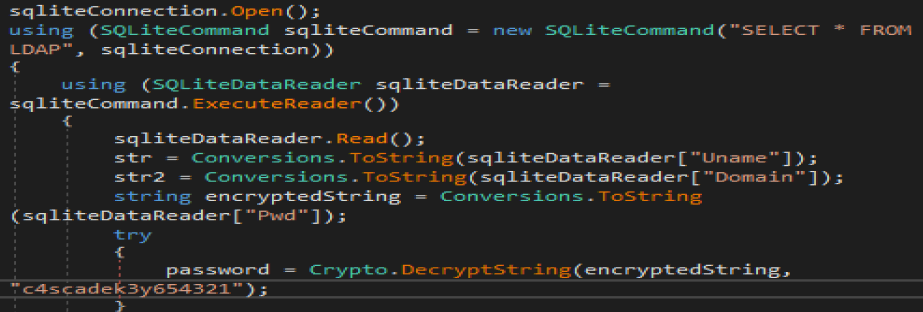 sqliteConnection.Open();
using (SQLiteCommand sqliteCommand = new SQLiteCommand("SELECT * FROM
LDAP", sqliteConnection))
{
using (SQLiteDataReader sqliteDataReader =
sqliteCommand.ExecuteReader())
{
sqliteDataReader.Read();
str = Conversions.ToString(sqliteDataReader["Uname"]);
str2 = Conversions.ToString(sqliteDataReader["Domain"]);
string encryptedString = Conversions.ToString
(sqliteDataReader["Pwd"]);
try
{
password = Crypto.DecryptString(encryptedString,
"c4scadek3y654321");
}